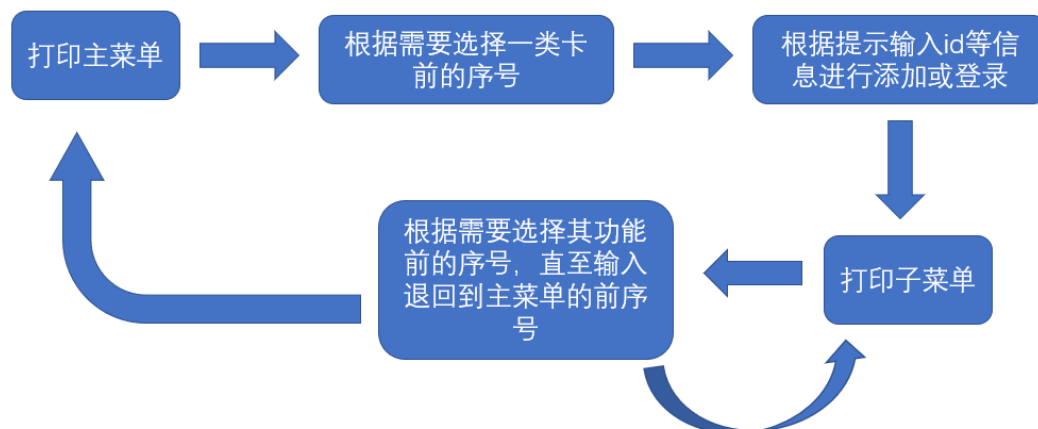 打印主菜单
根据需要选择一类卡
前的序号
根据提示输入id等信
息进行添加或登录
根据需要选择其功能
前的序号，直至输入
退回到主菜单的前序
号
打印子菜单